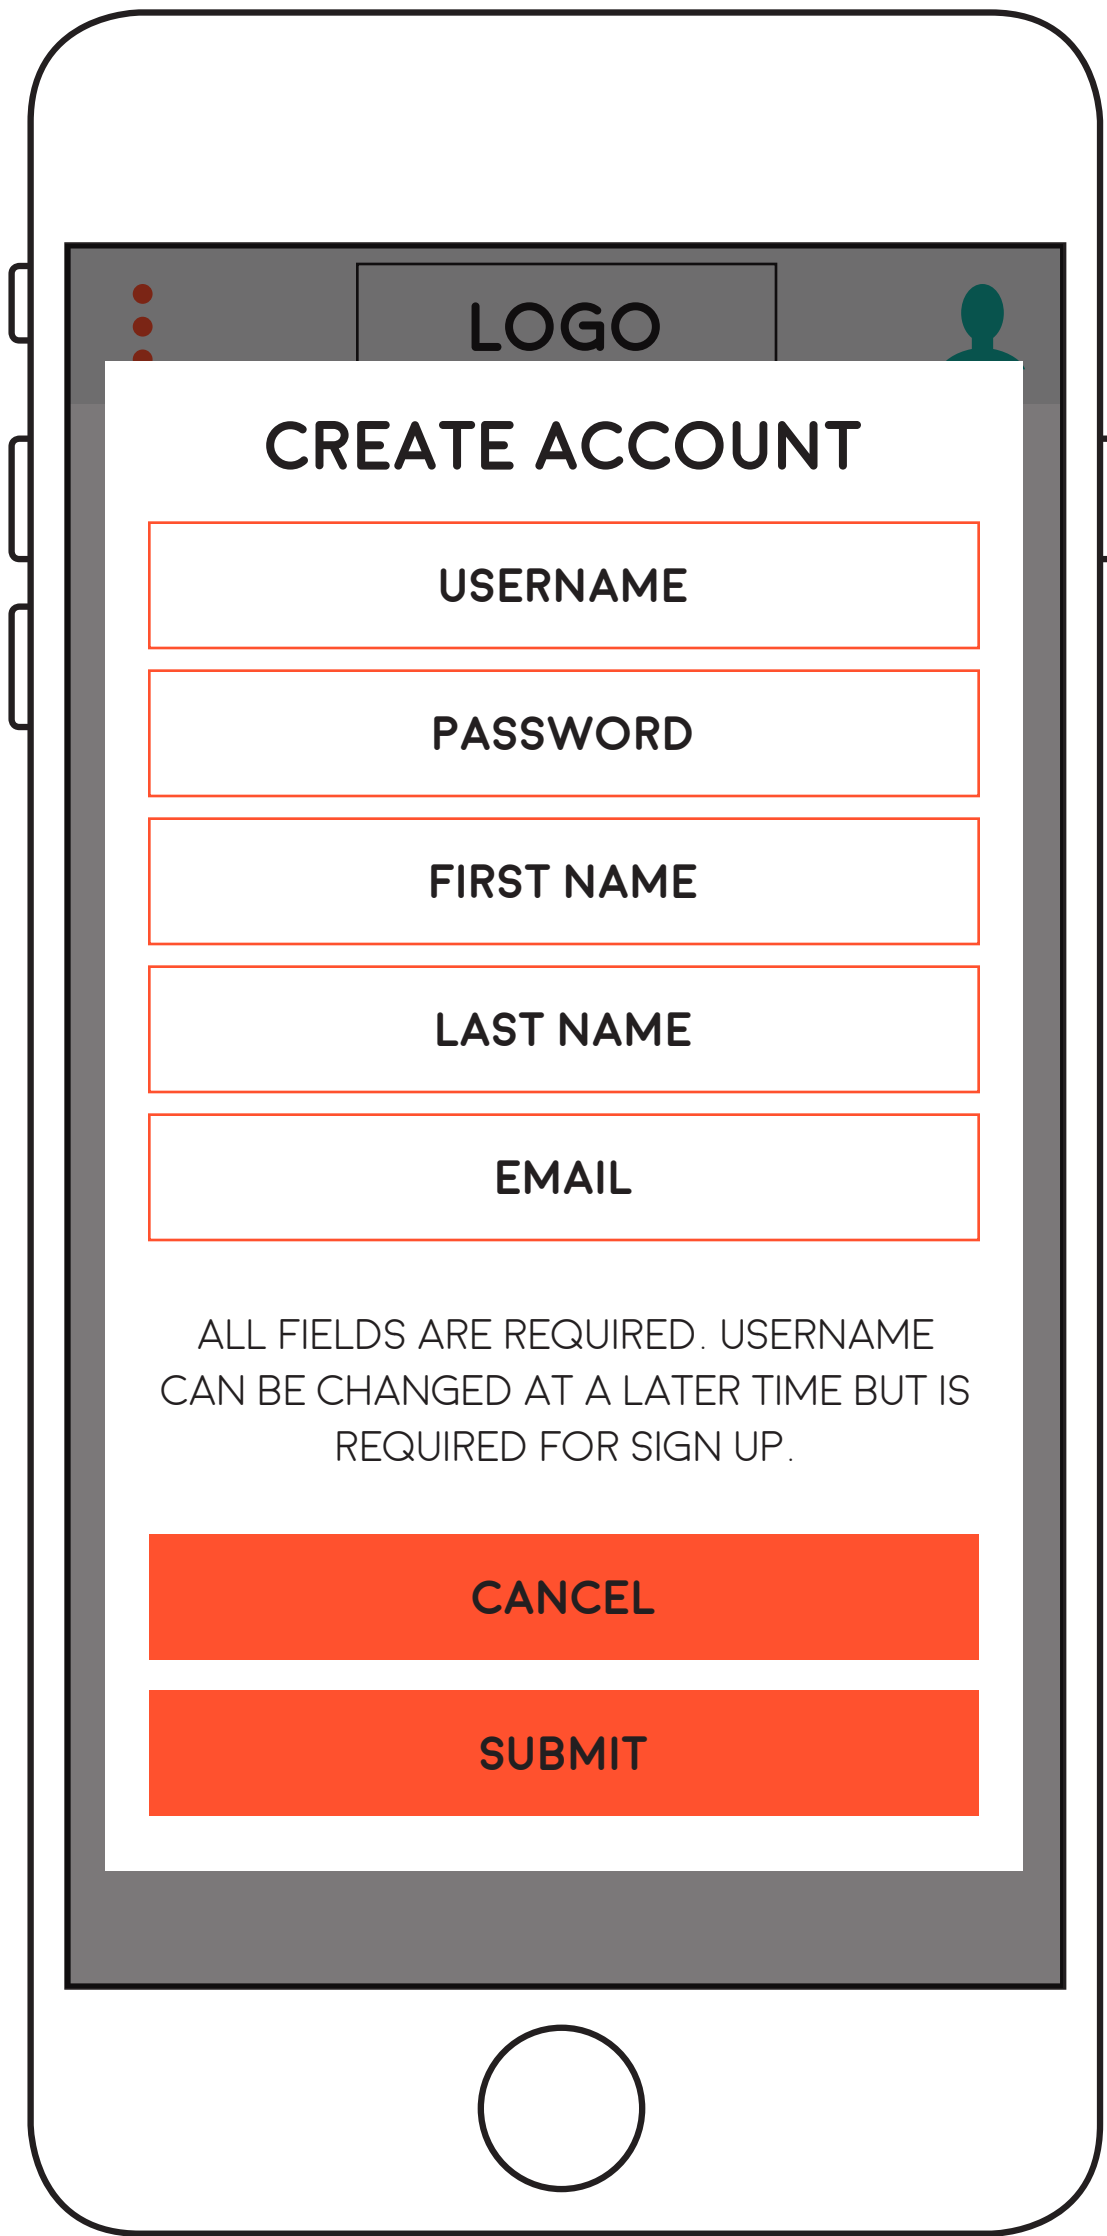 LOGO
CREATE ACCOUNT
USERNAME
PASSWORD
FIRST NAME
LAST NAME
EMAIL
ALL FIELDS ARE REQUIRED. USERNAME
CAN BE CHANGED AT A LATER TIME BUT IS
REQUIRED FOR SIGN UP.
CANCEL
SUBMIT